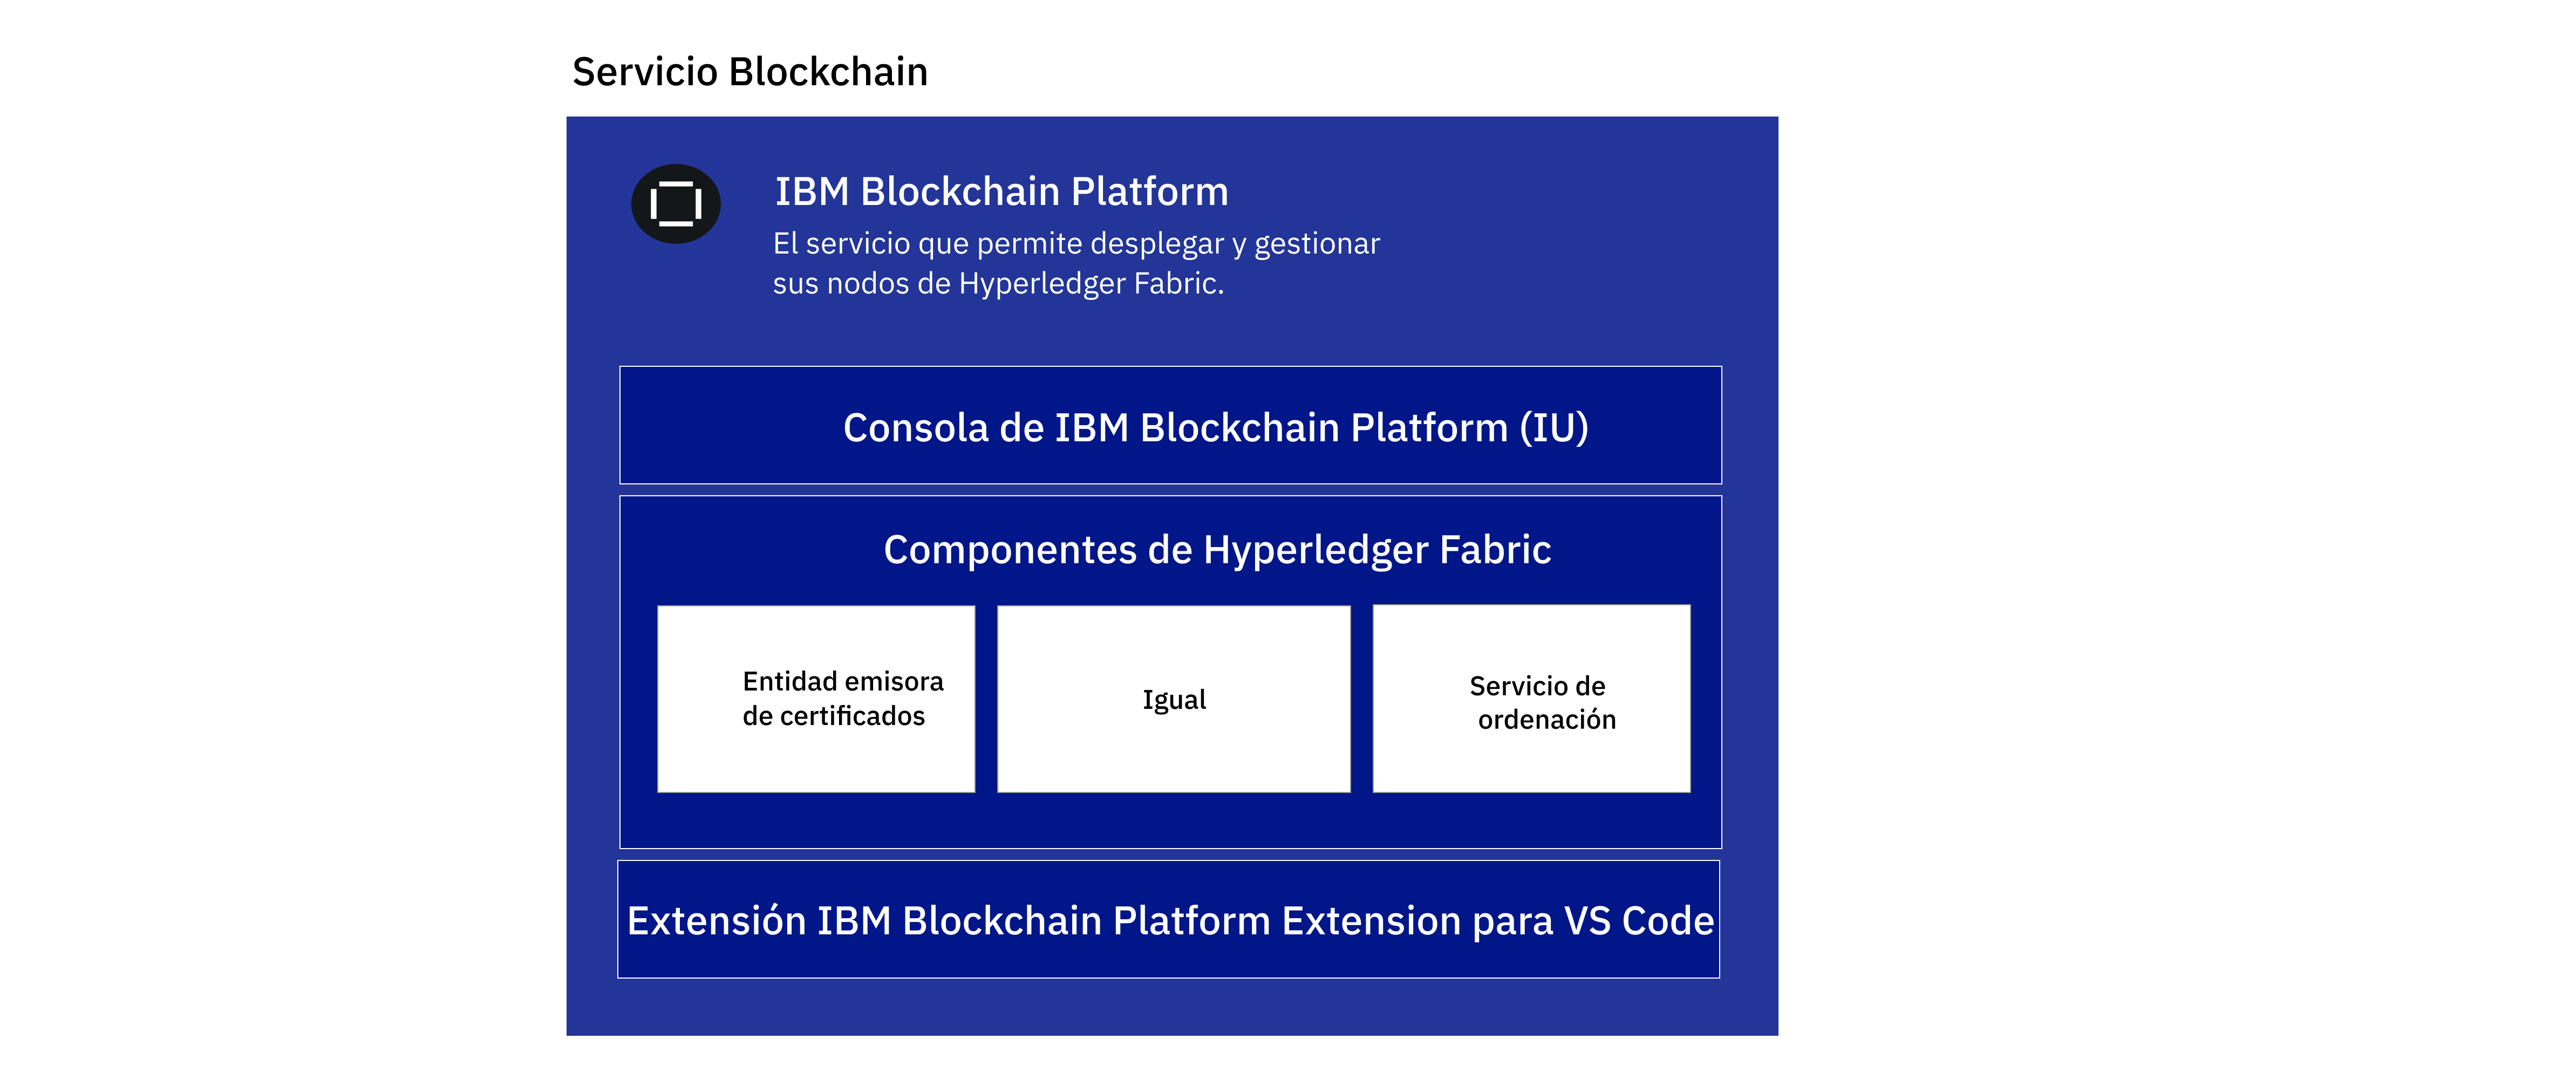 Servicio Blockchain
IBM Blockchain Platform
El servicio que permite desplegar y gestionar
sus nodos de Hyperledger Fabric.
Consola de IBM Blockchain Platform (IU)
Componentes de Hyperledger Fabric
Entidad emisora
de certificados
Igual
Servicio de
ordenación
Extensión IBM Blockchain Platform Extension para VS Code